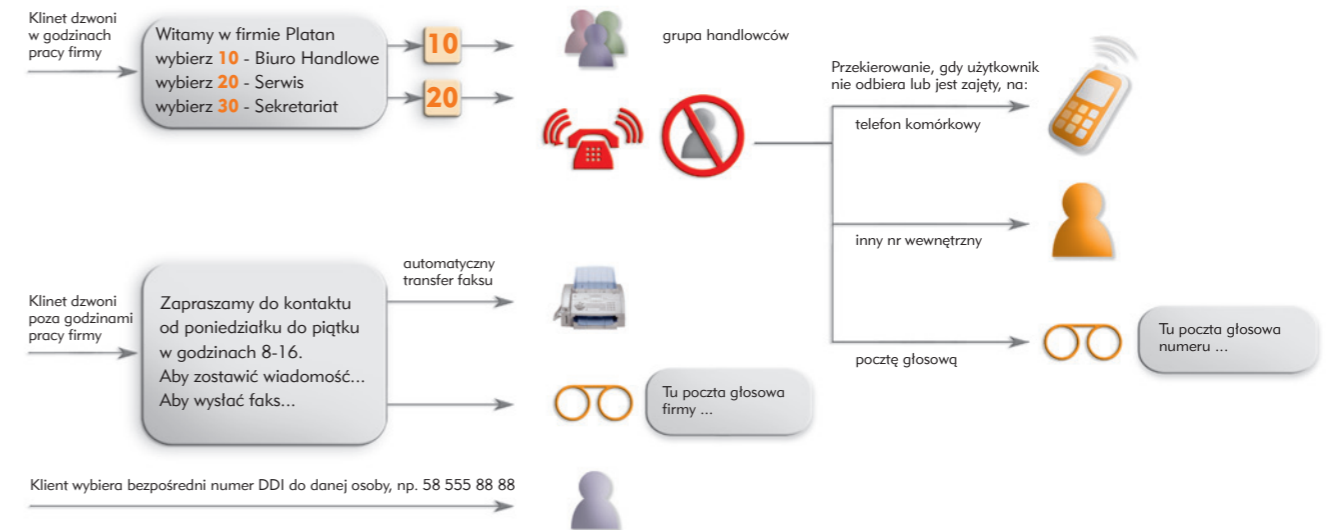 Klinet dzwoni
w godzinach
pracy firmy
Witamy w firmie Platan
wybierz 10 - Biuro Handlowe
wybierz 20 - Serwis
wybierz 30 - Sekretariat
10
20
grupa handlowców
Przekierowanie, gdy użytkownik
nie odbiera lub jest zajęty, na:
telefon komórkowy
inny nr wewnętrzny
pocztę głosową
Tu poczta głosowa
numeru ...
Klinet dzwoni
poza godzinami
pracy firmy
Zapraszamy do kontaktu
od poniedziałku do piątku
w godzinach 8-16.
Aby zostawić wiadomość...
Aby wysłać faks...
automatyczny
transfer faksu
Tu poczta głosowa
firmy ...
Klient wybiera bezpośredni numer DDI do danej osoby, np. 58 555 88 88